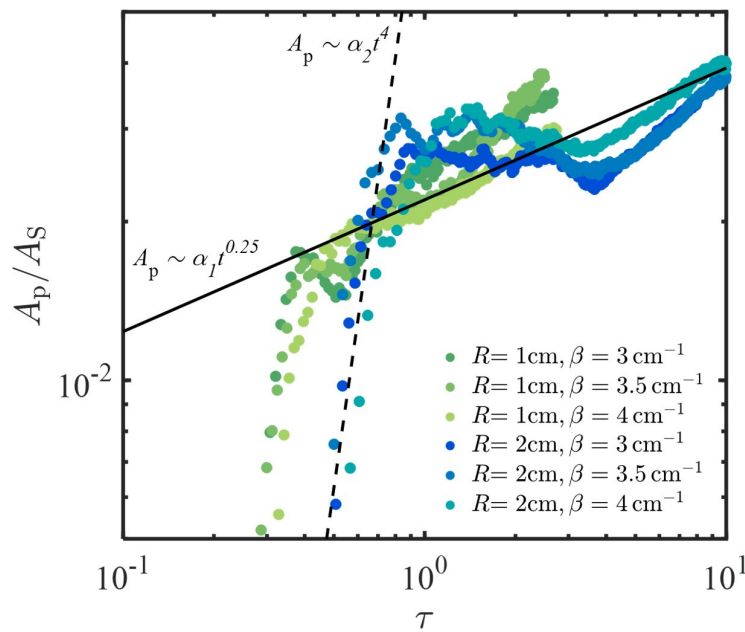 A_p ~ α_2 t^4
A_p ~ α_1 t^0.25
A_p/A_S
10^-2
R= 1cm, β = 3 cm^−1
R= 1cm, β = 3.5 cm^−1
R= 1cm, β = 4 cm^−1
R= 2cm, β = 3 cm^−1
R= 2cm, β = 3.5 cm^−1
R= 2cm, β = 4 cm^−1
10^-1 10^0 10^1
τ